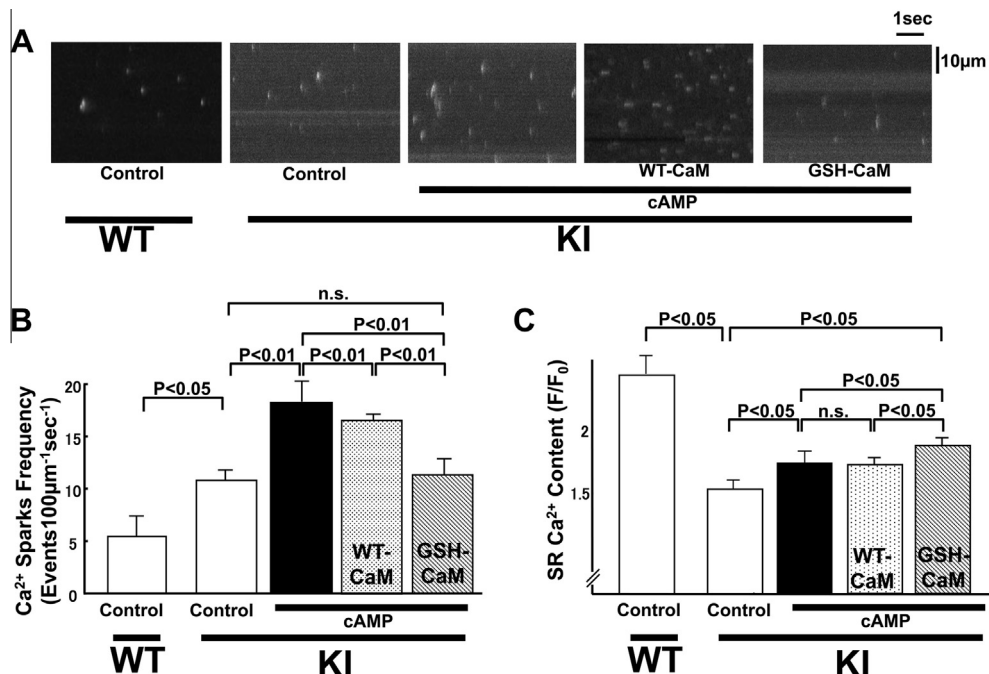 A
1sec
10µm
Control
Control
WT-CaM
GSH-CaM
cAMP
WT
KI
B
n.s.
P<0.01
P<0.01 P<0.01 P<0.01
P<0.05
Ca²⁺ Sparks Frequency
(Events100µm⁻¹sec⁻¹)
20
15
10
5
0
WT-
CaM
GSH-
CaM
Control
Control
cAMP
WT
KI
C
P<0.05
P<0.05
P<0.05
P<0.05
n.s.
P<0.05
SR Ca²⁺ Content (F/F₀)
2
1.5
WT-
CaM
GSH-
CaM
Control
Control
cAMP
WT
KI